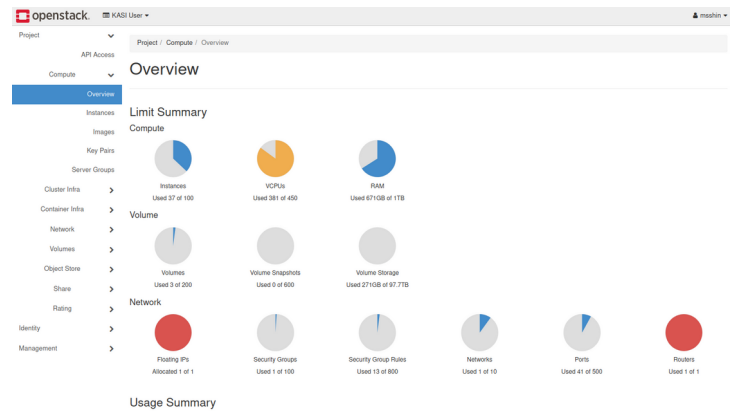 openstack. KASI User
msshin
Project
API Access
Compute
Overview
Instances
Images
Key Pairs
Server Groups
Cluster Infra
Container Infra
Network
Volumes
Object Store
Share
Rating
Identity
Management
Project / Compute / Overview
Overview
Limit Summary
Compute
Instances
Used 37 of 100
VCPUs
Used 381 of 450
RAM
Used 671GB of 1TB
Volume
Volumes
Used 3 of 200
Volume Snapshots
Used 0 of 600
Volume Storage
Used 271GB of 97.7TB
Network
Floating IPs
Allocated 1 of 1
Security Groups
Used 1 of 100
Security Group Rules
Used 13 of 800
Networks
Used 1 of 10
Ports
Used 41 of 500
Routers
Used 1 of 1
Usage Summary